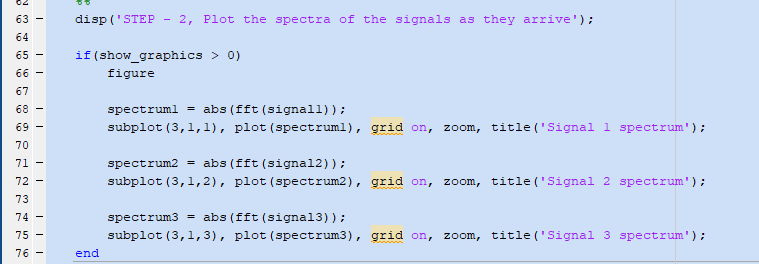 62 %%
63 - disp('STEP - 2, Plot the spectra of the signals as they arrive');
64
65 - if(show_graphics > 0)
66 - figure
67
68 - spectrum1 = abs(fft(signal1));
69 - subplot(3,1,1), plot(spectrum1), grid on, zoom, title('Signal 1 spectrum');
70
71 - spectrum2 = abs(fft(signal2));
72 - subplot(3,1,2), plot(spectrum2), grid on, zoom, title('Signal 2 spectrum');
73
74 - spectrum3 = abs(fft(signal3));
75 - subplot(3,1,3), plot(spectrum3), grid on, zoom, title('Signal 3 spectrum');
76 - end